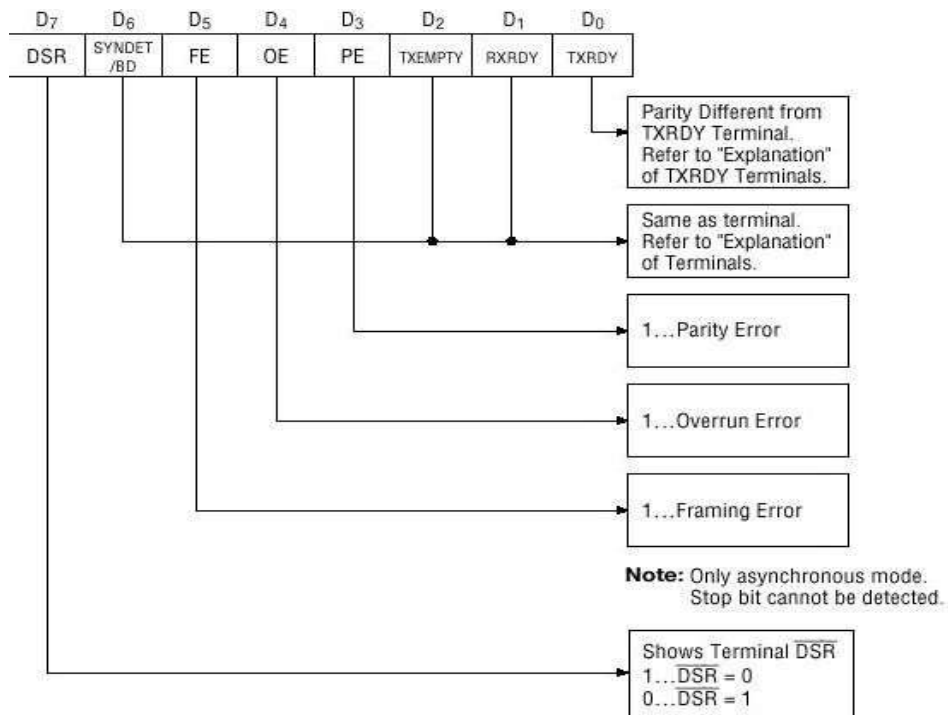 D7 D6 D5 D4 D3 D2 D1 D0
DSR SYNDET/BD FE OE PE TXEMPTY RXRDY TXRDY
Parity Different from
TXRDY Terminal.
Refer to "Explanation"
of TXRDY Terminals.
Same as terminal.
Refer to "Explanation"
of Terminals.
1...Parity Error
1...Overrun Error
1...Framing Error
Note: Only asynchronous mode.
Stop bit cannot be detected.
Shows Terminal D̅S̅R̅
1...D̅S̅R̅ = 0
0...D̅S̅R̅ = 1